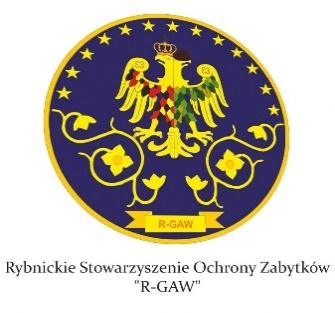 R-GAW
Rybnickie Stowarzyszenie Ochrony Zabytków
"R-GAW"